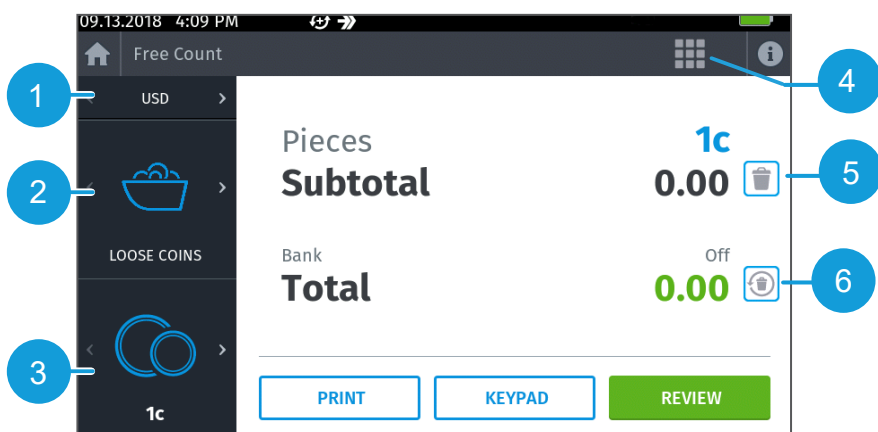 09.13.2018 4:09 PM
Free Count
4
1
USD
Pieces 1c
Subtotal 0.00
5
2
LOOSE COINS
Bank Off
Total 0.00
6
3
1c
PRINT KEYPAD REVIEW